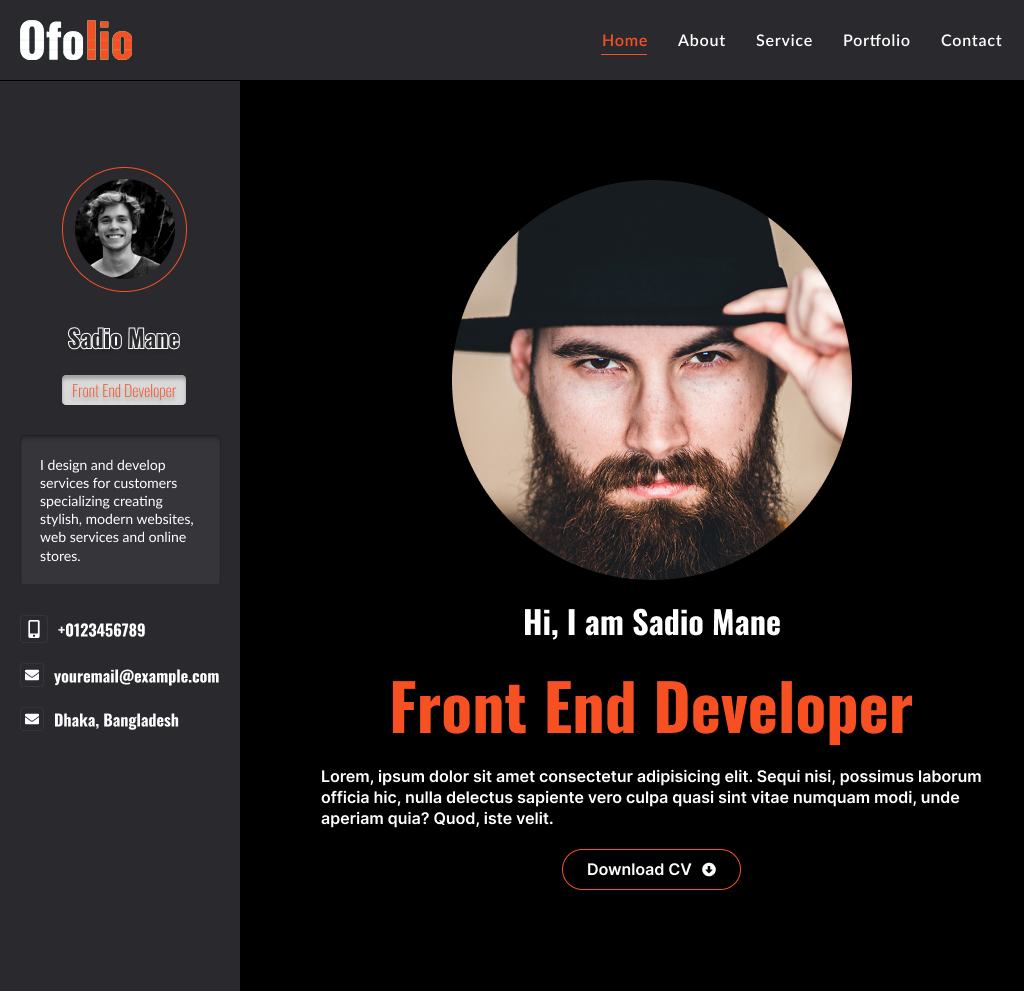 Ofolio
Home About Service Portfolio Contact
Sadio Mane
Front End Developer
I design and develop
services for customers
specializing creating
stylish, modern websites,
web services and online
stores.
+0123456789
youremail@example.com
Dhaka, Bangladesh
Hi, I am Sadio Mane
Front End Developer
Lorem, ipsum dolor sit amet consectetur adipisicing elit. Sequi nisi, possimus laborum
officia hic, nulla delectus sapiente vero culpa quasi sint vitae numquam modi, unde
aperiam quia? Quod, iste velit.
Download CV